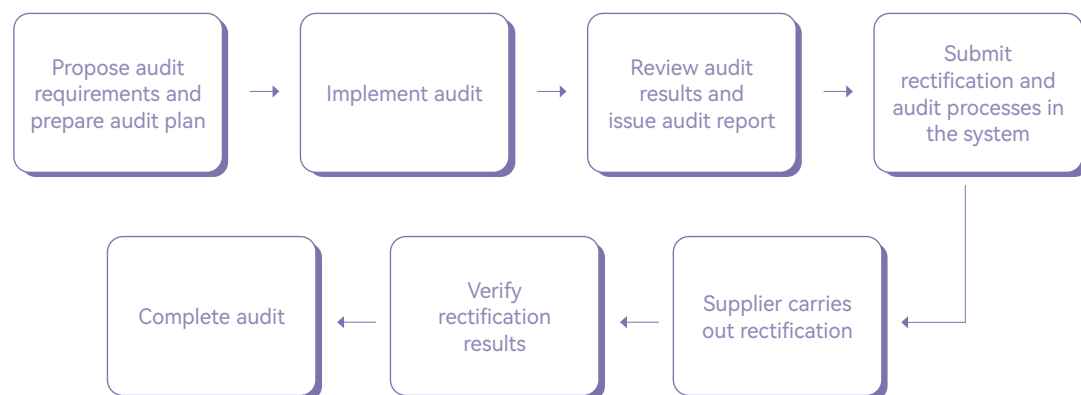 Propose audit
requirements and
prepare audit plan
Implement audit
Review audit
results and
issue audit report
Submit
rectification and
audit processes in
the system
Supplier carries
out rectification
Verify
rectification
results
Complete audit